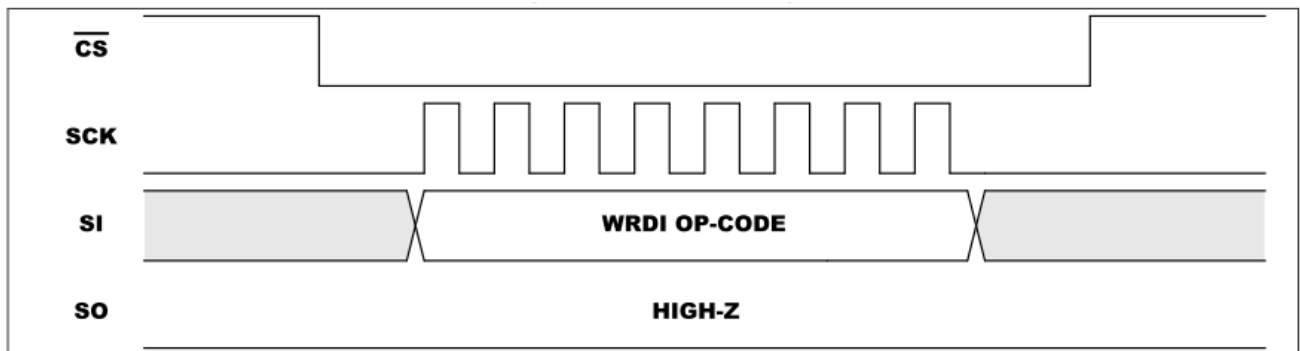 CS
SCK
SI
WRDI OP-CODE
SO
HIGH-Z